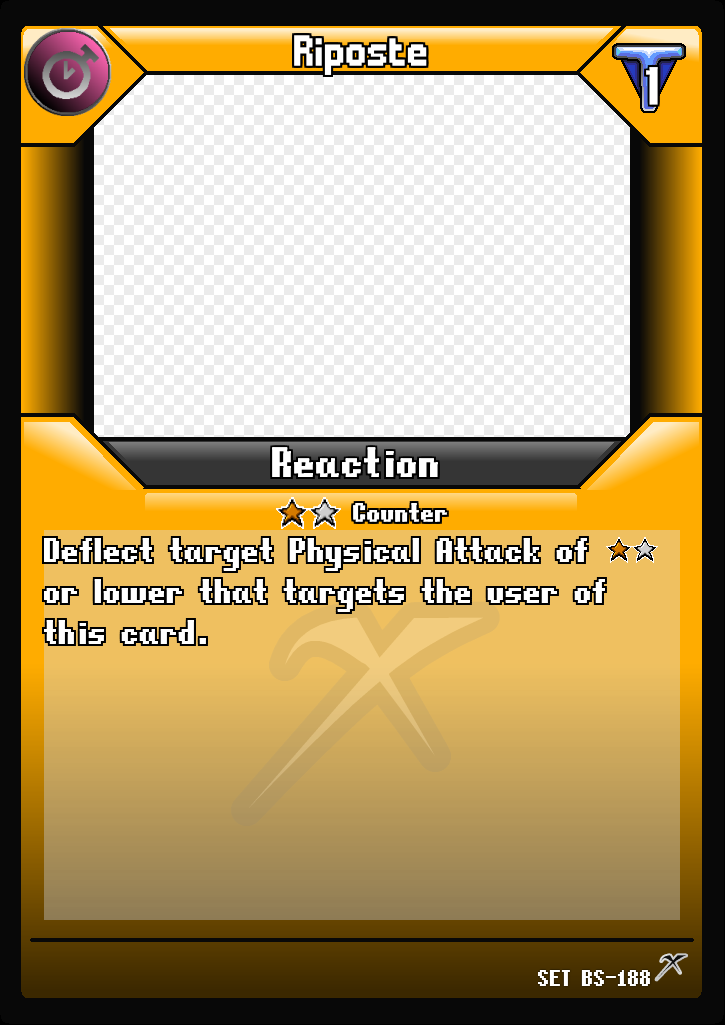 Riposte
1
Reaction
Counter
Deflect target Physical Attack of
or lower that targets the user of
this card.
SET BS-188